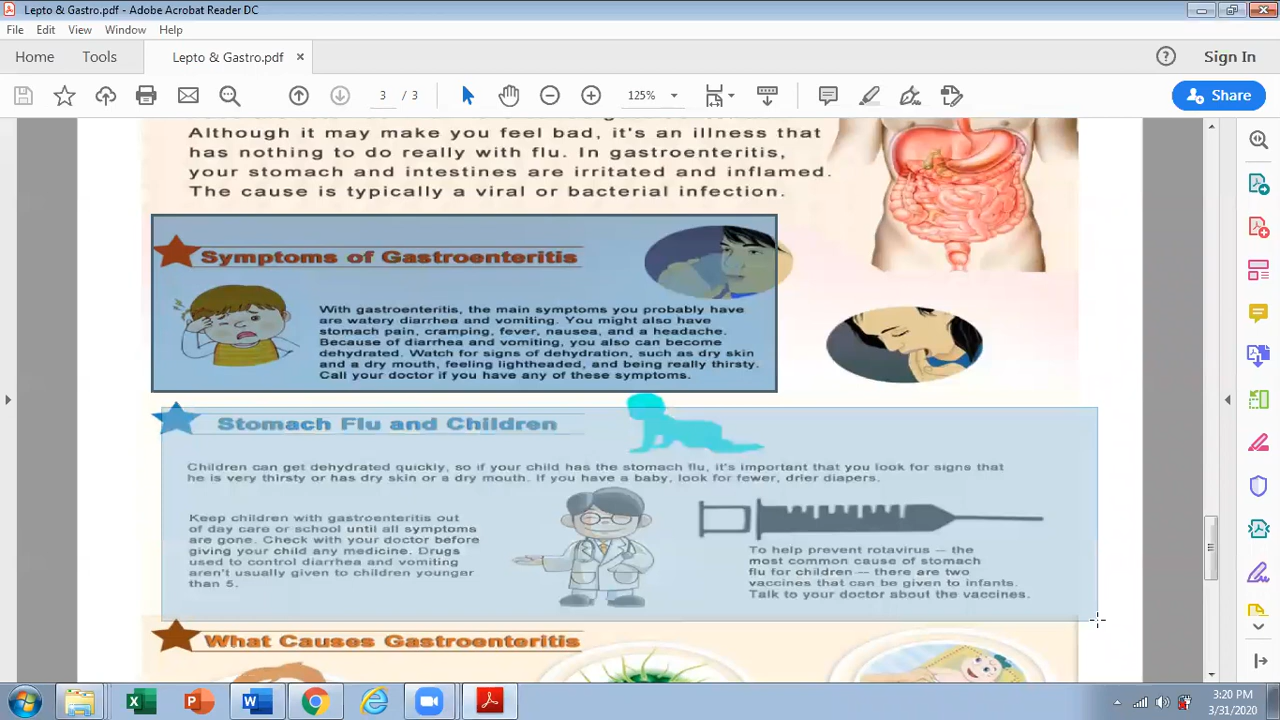 Lepto & Gastro.pdf - Adobe Acrobat Reader DC
File Edit View Window Help
Home Tools Lepto & Gastro.pdf × ? Sign In
3 / 3 125% Share
Although it may make you feel bad, it's an illness that
has nothing to do really with flu. In gastroenteritis,
your stomach and intestines are irritated and inflamed.
The cause is typically a viral or bacterial infection.
Symptoms of Gastroenteritis
With gastroenteritis, the main symptoms you probably have
are watery diarrhea and vomiting. You might also have
stomach pain, cramping, fever, nausea, and a headache.
Because of diarrhea and vomiting, you also can become
dehydrated. Watch for signs of dehydration, such as dry skin
and a dry mouth, feeling lightheaded, and being really thirsty.
Call your doctor if you have any of these symptoms.
Stomach Flu and Children
Children can get dehydrated quickly, so if your child has the stomach flu, it's important that you look for signs that
he is very thirsty or has dry skin or a dry mouth. If you have a baby, look for fewer, drier diapers.
Keep children with gastroenteritis out
of day care or school until all symptoms
are gone. Check with your doctor before
giving your child any medicine. Drugs
used to control diarrhea and vomiting
aren't usually given to children younger
than 5.
To help prevent rotavirus — the
most common cause of stomach
flu for children — there are two
vaccines that can be given to infants.
Talk to your doctor about the vaccines.
What Causes Gastroenteritis
3:20 PM
3/31/2020